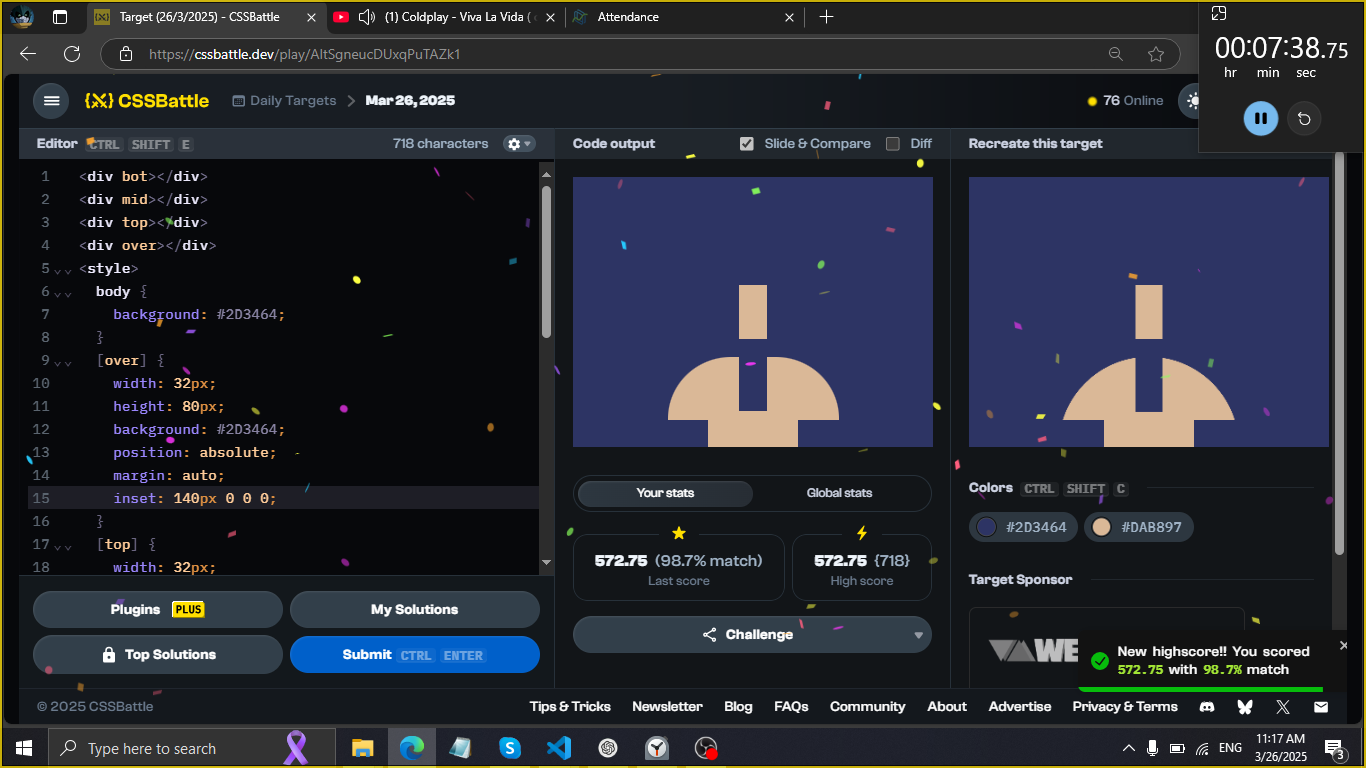 Target (26/3/2025) - CSSBattle
(1) Coldplay - Viva La Vida (
Attendance
00:07:38.75
hr min sec
https://cssbattle.dev/play/AltSgneucDUxqPuTAZk1
{X} CSSBattle
Daily Targets
Mar 26, 2025
76 Online
Editor CTRL SHIFT E
718 characters
Code output
Slide & Compare
Diff
Recreate this target
1 <div bot></div>
2 <div mid></div>
3 <div top></div>
4 <div over></div>
5 <style>
6 body {
7 background: #2D3464;
8 }
9 [over] {
10 width: 32px;
11 height: 80px;
12 background: #2D3464;
13 position: absolute;
14 margin: auto;
15 inset: 140px 0 0 0;
16 }
17 [top] {
18 width: 32px;
Plugins PLUS
My Solutions
Top Solutions
Submit CTRL ENTER
Your stats
Global stats
572.75 (98.7% match)
Last score
572.75 {718}
High score
Challenge
Colors CTRL SHIFT C
#2D3464
#DAB897
Target Sponsor
WE
New highscore!! You scored
572.75 with 98.7% match
© 2025 CSSBattle
Tips & Tricks
Newsletter
Blog
FAQs
Community
About
Advertise
Privacy & Terms
Type here to search
ENG
11:17 AM
3/26/2025
3